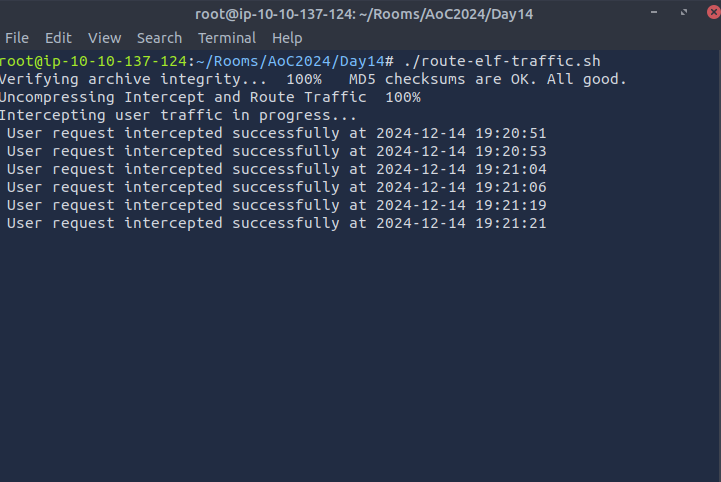 root@ip-10-10-137-124: ~/Rooms/AoC2024/Day14
File Edit View Search Terminal Help
root@ip-10-10-137-124:~/Rooms/AoC2024/Day14# ./route-elf-traffic.sh
Verifying archive integrity...  100%   MD5 checksums are OK. All good.
Uncompressing Intercept and Route Traffic  100%
Intercepting user traffic in progress...
 User request intercepted successfully at 2024-12-14 19:20:51
 User request intercepted successfully at 2024-12-14 19:20:53
 User request intercepted successfully at 2024-12-14 19:21:04
 User request intercepted successfully at 2024-12-14 19:21:06
 User request intercepted successfully at 2024-12-14 19:21:19
 User request intercepted successfully at 2024-12-14 19:21:21